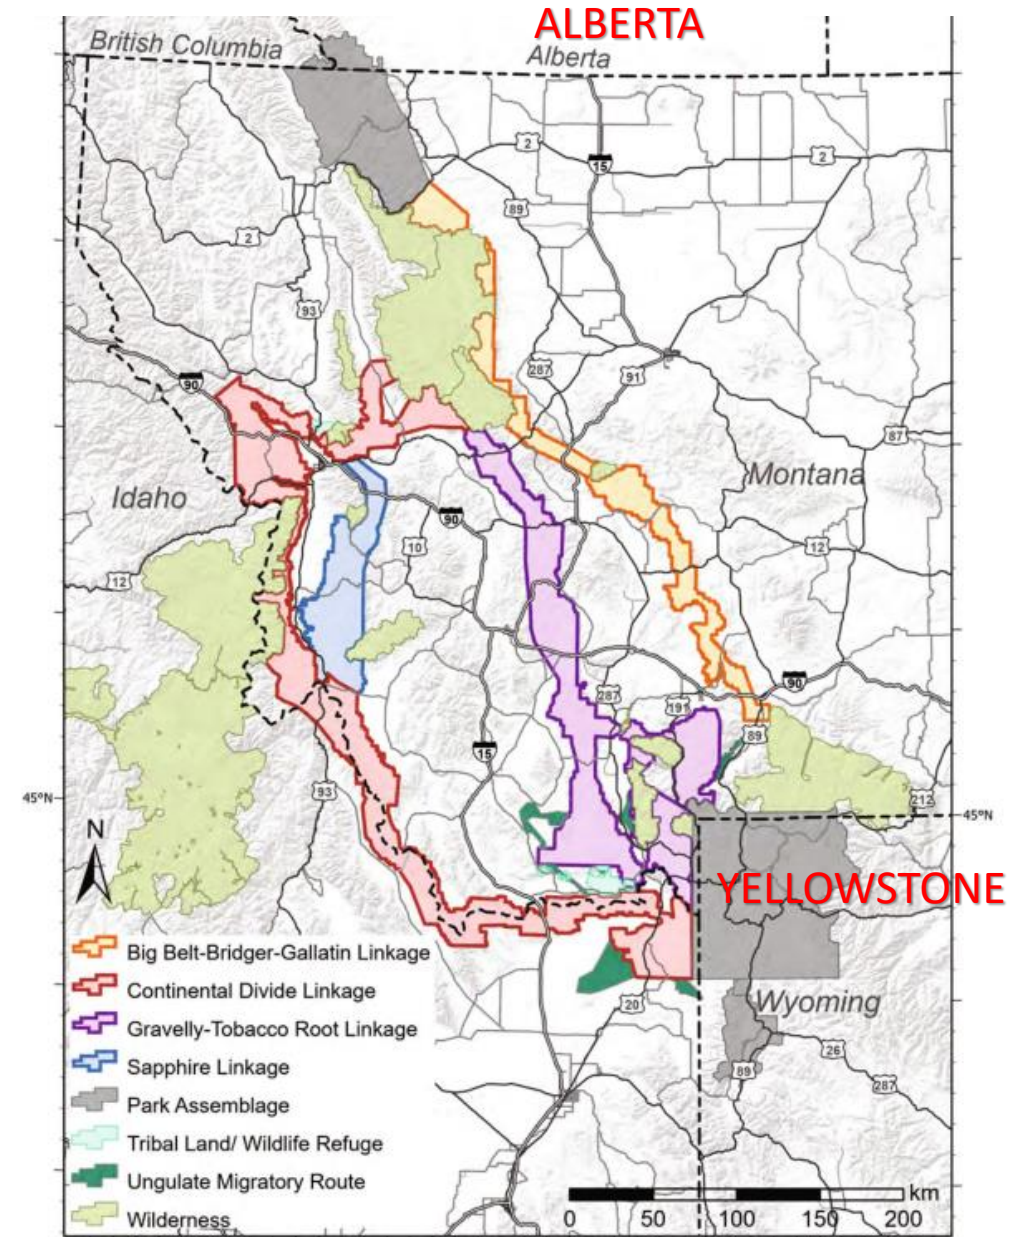 ALBERTA
British Columbia
Alberta
2
15
2
89
2
93
90
287
91
87
Montana
Idaho
90
10
12
12
287
191
90
89
15
93
212
45°N
45°N
N
YELLOWSTONE
Big Belt-Bridger-Gallatin Linkage
Continental Divide Linkage
Gravelly-Tobacco Root Linkage
Sapphire Linkage
Park Assemblage
Tribal Land/ Wildlife Refuge
Ungulate Migratory Route
Wilderness
20
Wyoming
26
89
287
km
0 50 100 150 200